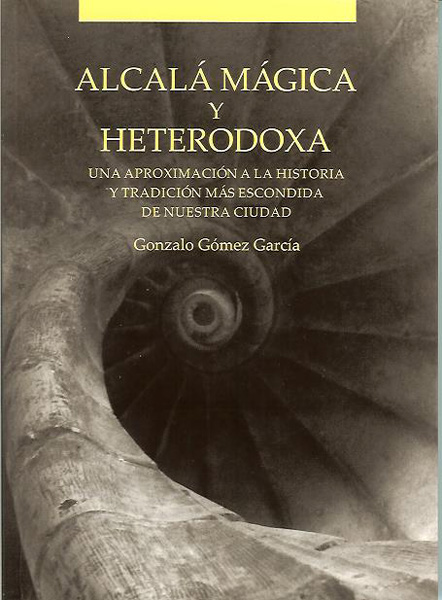 ALCALÁ MÁGICA
Y
HETERODOXA
UNA APROXIMACIÓN A LA HISTORIA
Y TRADICIÓN MÁS ESCONDIDA
DE NUESTRA CIUDAD
Gonzalo Gómez García